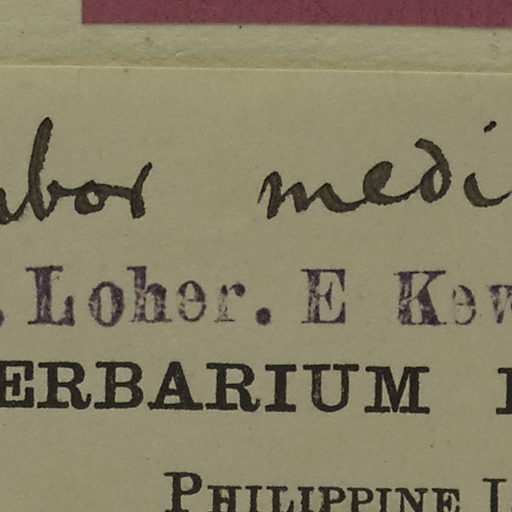 Arbor medi
. Loher. E Kew
ERBARIUM
PHILIPPINE I